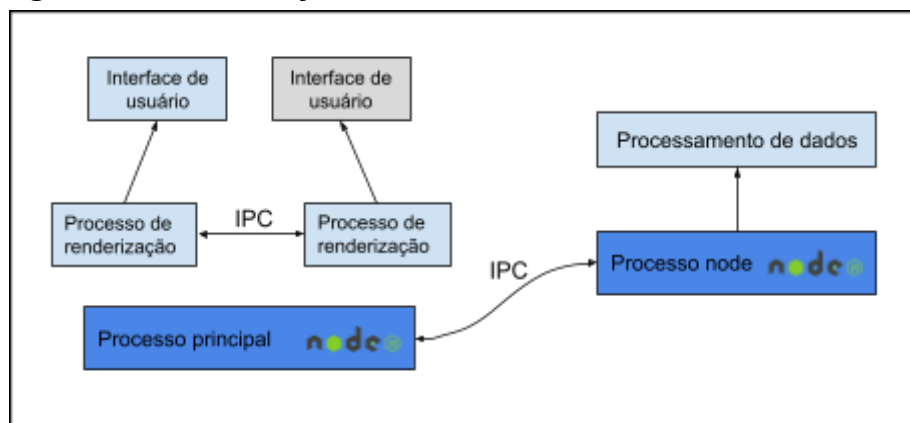 Interface de
usuário
Interface de
usuário
Processamento de dados
Processo de
renderização
IPC
Processo de
renderização
Processo node node
IPC
Processo principal node